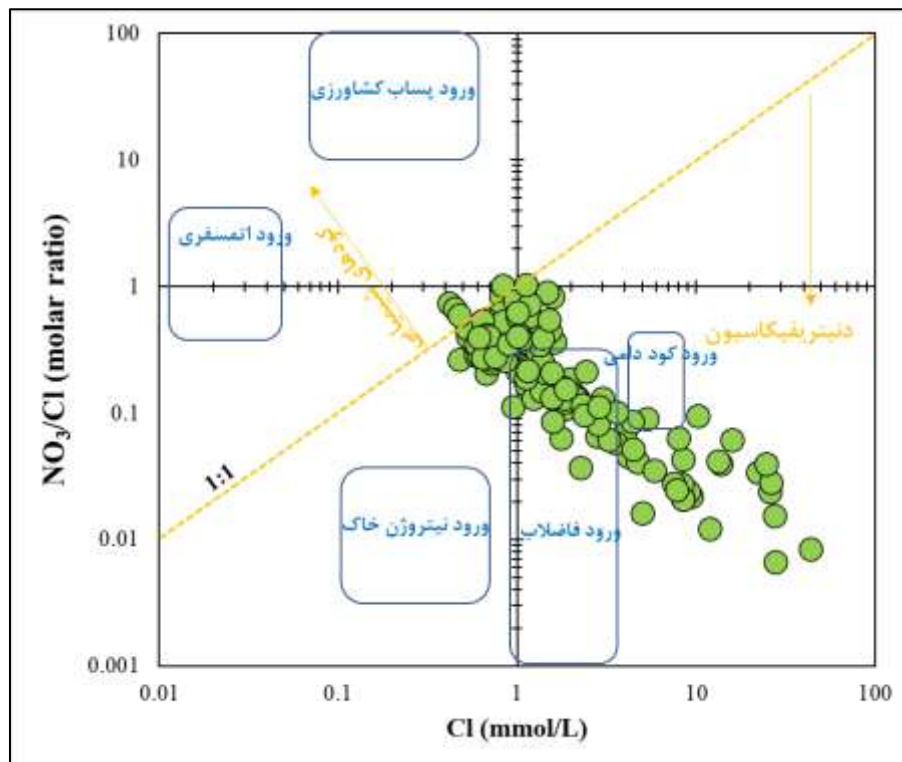 100
ورود پساب کشاورزی
10
ورود اتمسفری
کودهای شیمیایی
1
دنیتریفیکاسیون
ورود کود دامی
NO₃/Cl (molar ratio)
0.1
1:1
ورود نیتروژن خاک
ورود فاضلاب
0.01
0.001
0.01
0.1
1
10
100
Cl (mmol/L)